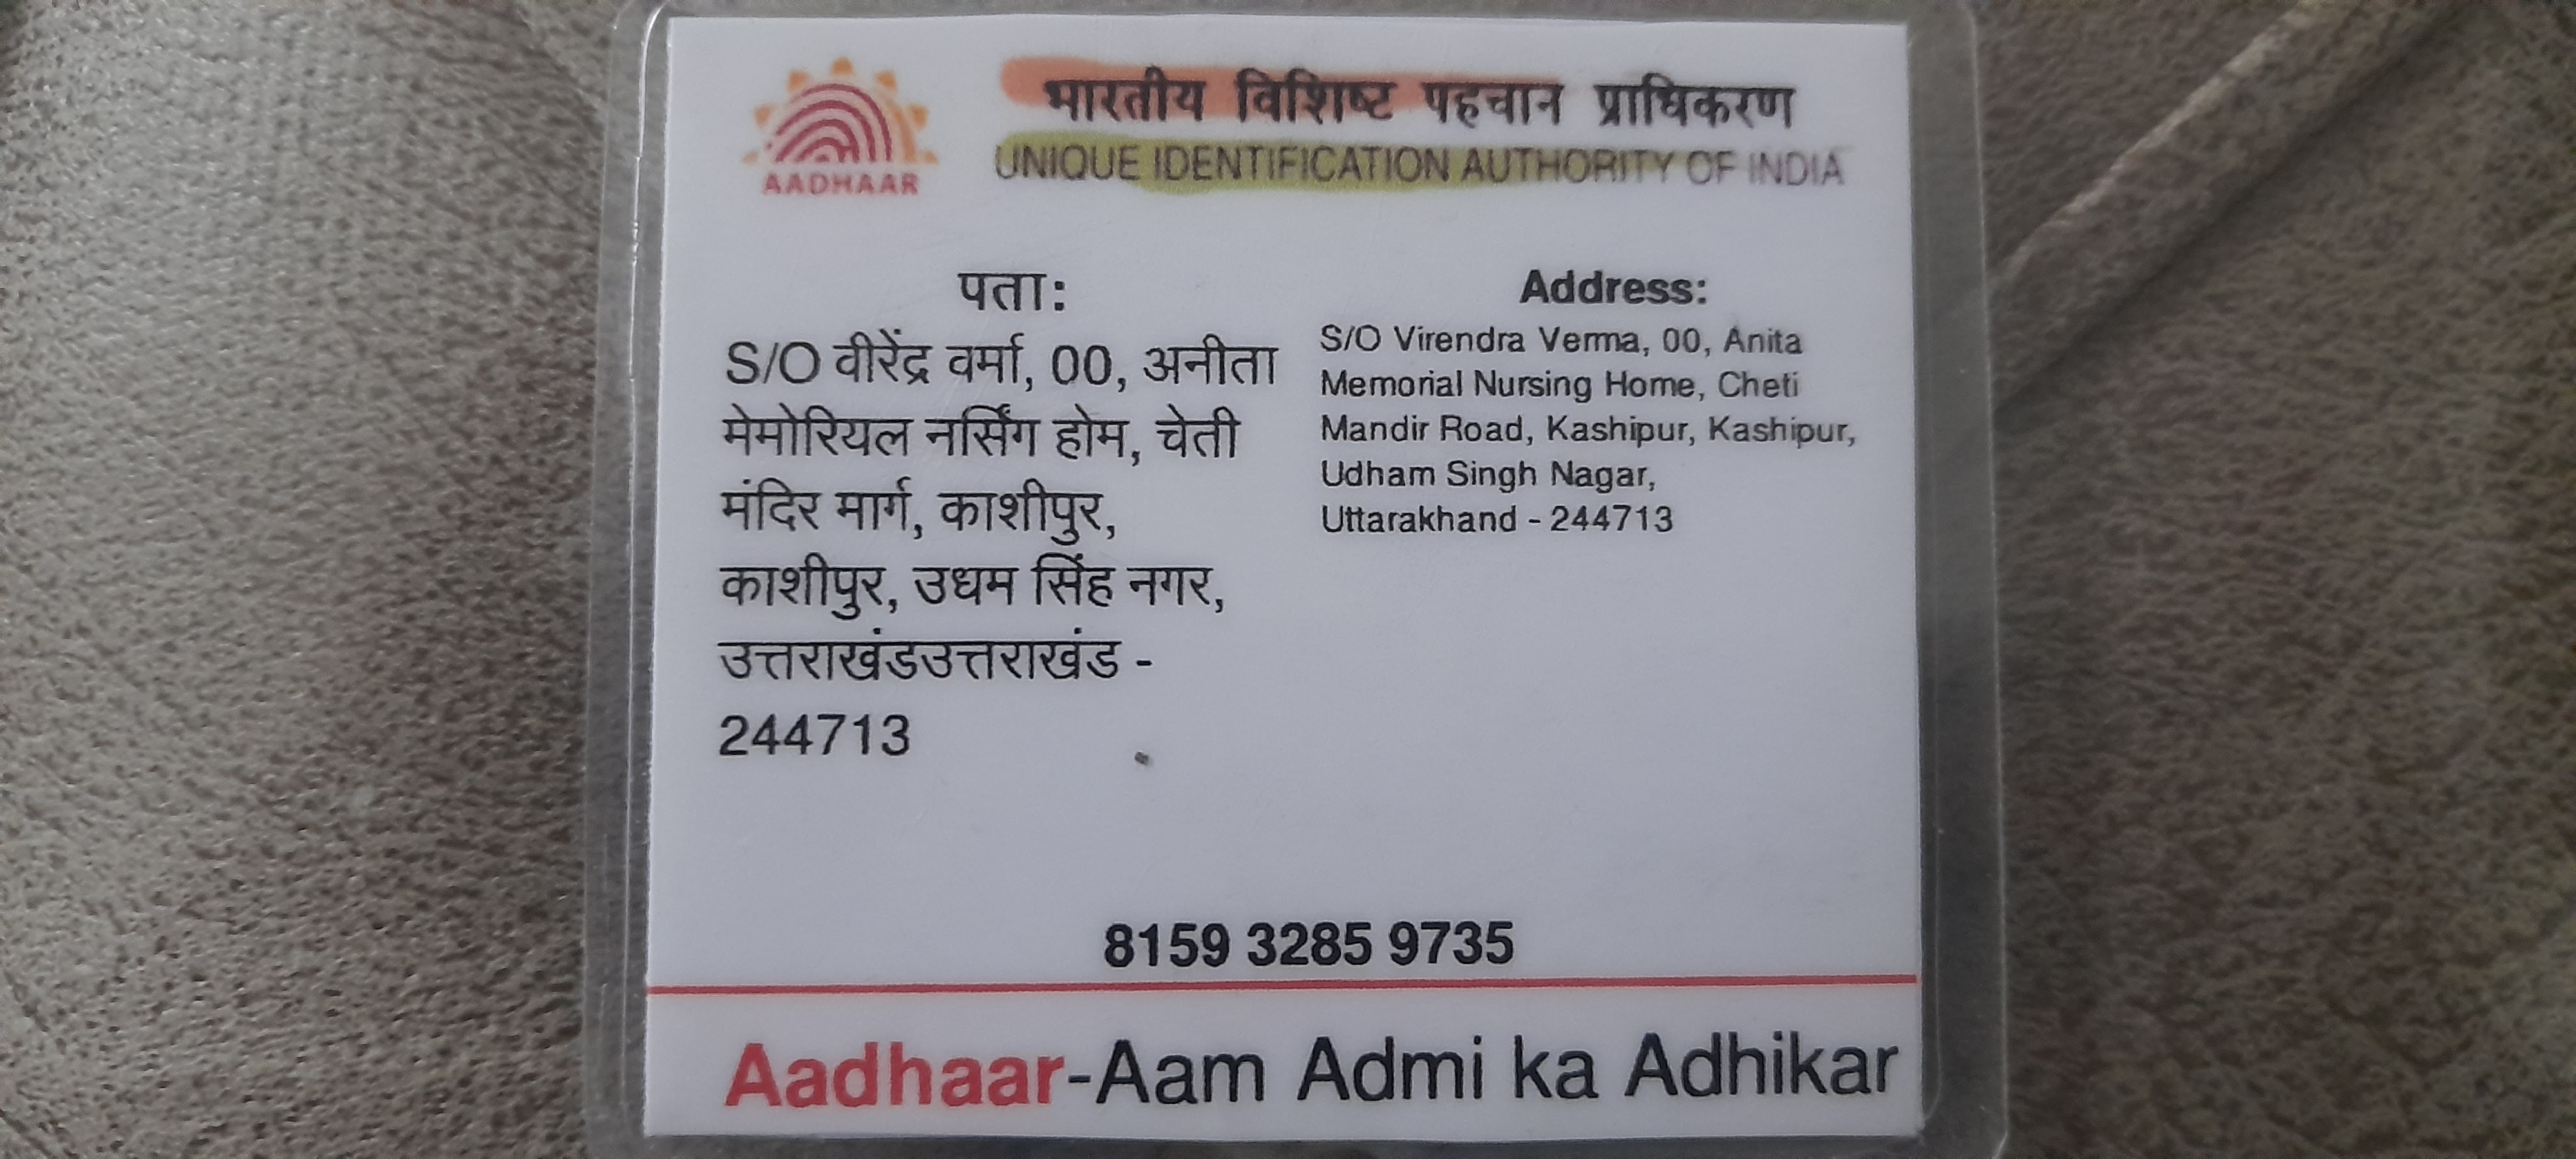 AADHAAR
भारतीय विशिष्ट पहचान प्राधिकरण
UNIQUE IDENTIFICATION AUTHORITY OF INDIA
पता:
S/O वीरेंद्र वर्मा, 00, अनीता
मेमोरियल नर्सिंग होम, चेती
मंदिर मार्ग, काशीपुर,
काशीपुर, उधम सिंह नगर,
उत्तराखंडउत्तराखंड -
244713
Address:
S/O Virendra Verma, 00, Anita
Memorial Nursing Home, Cheti
Mandir Road, Kashipur, Kashipur,
Udham Singh Nagar,
Uttarakhand - 244713
8159 3285 9735
Aadhaar-Aam Admi ka Adhikar